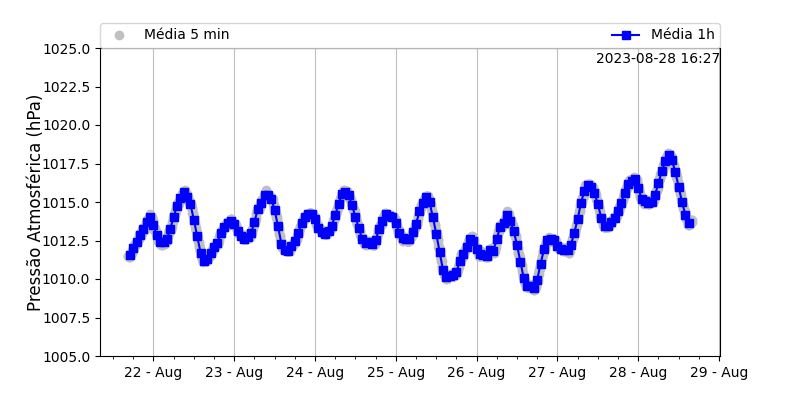 Média 5 min
Média 1h
2023-08-28 16:27
Pressão Atmosférica (hPa)
1025.0
1022.5
1020.0
1017.5
1015.0
1012.5
1010.0
1007.5
1005.0
22 - Aug
23 - Aug
24 - Aug
25 - Aug
26 - Aug
27 - Aug
28 - Aug
29 - Aug